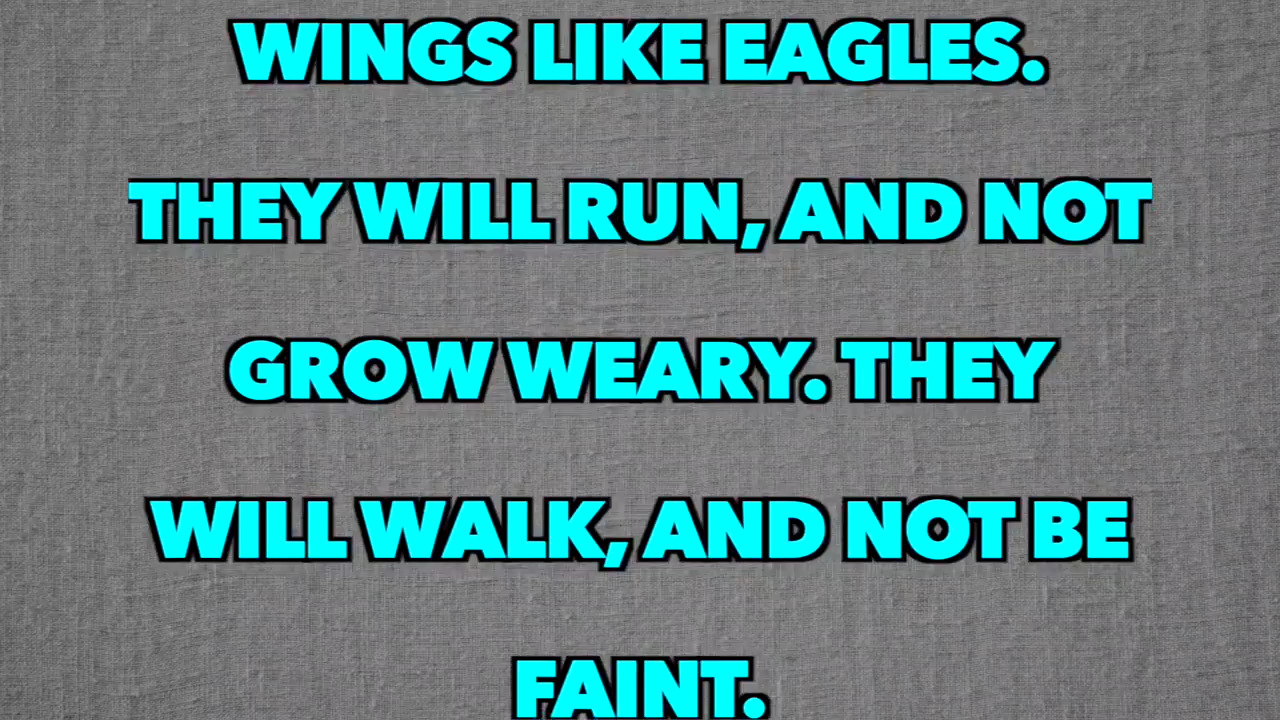 WINGS LIKE EAGLES.
THEY WILL RUN, AND NOT
GROW WEARY. THEY
WILL WALK, AND NOT BE
FAINT.